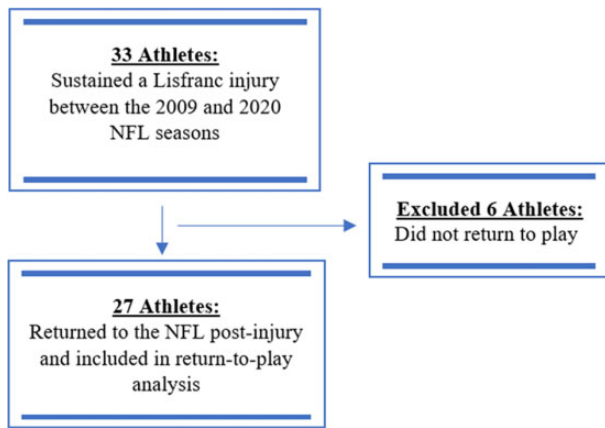 33 Athletes:
Sustained a Lisfranc injury
between the 2009 and 2020
NFL seasons
Excluded 6 Athletes:
Did not return to play
27 Athletes:
Returned to the NFL post-injury
and included in return-to-play
analysis